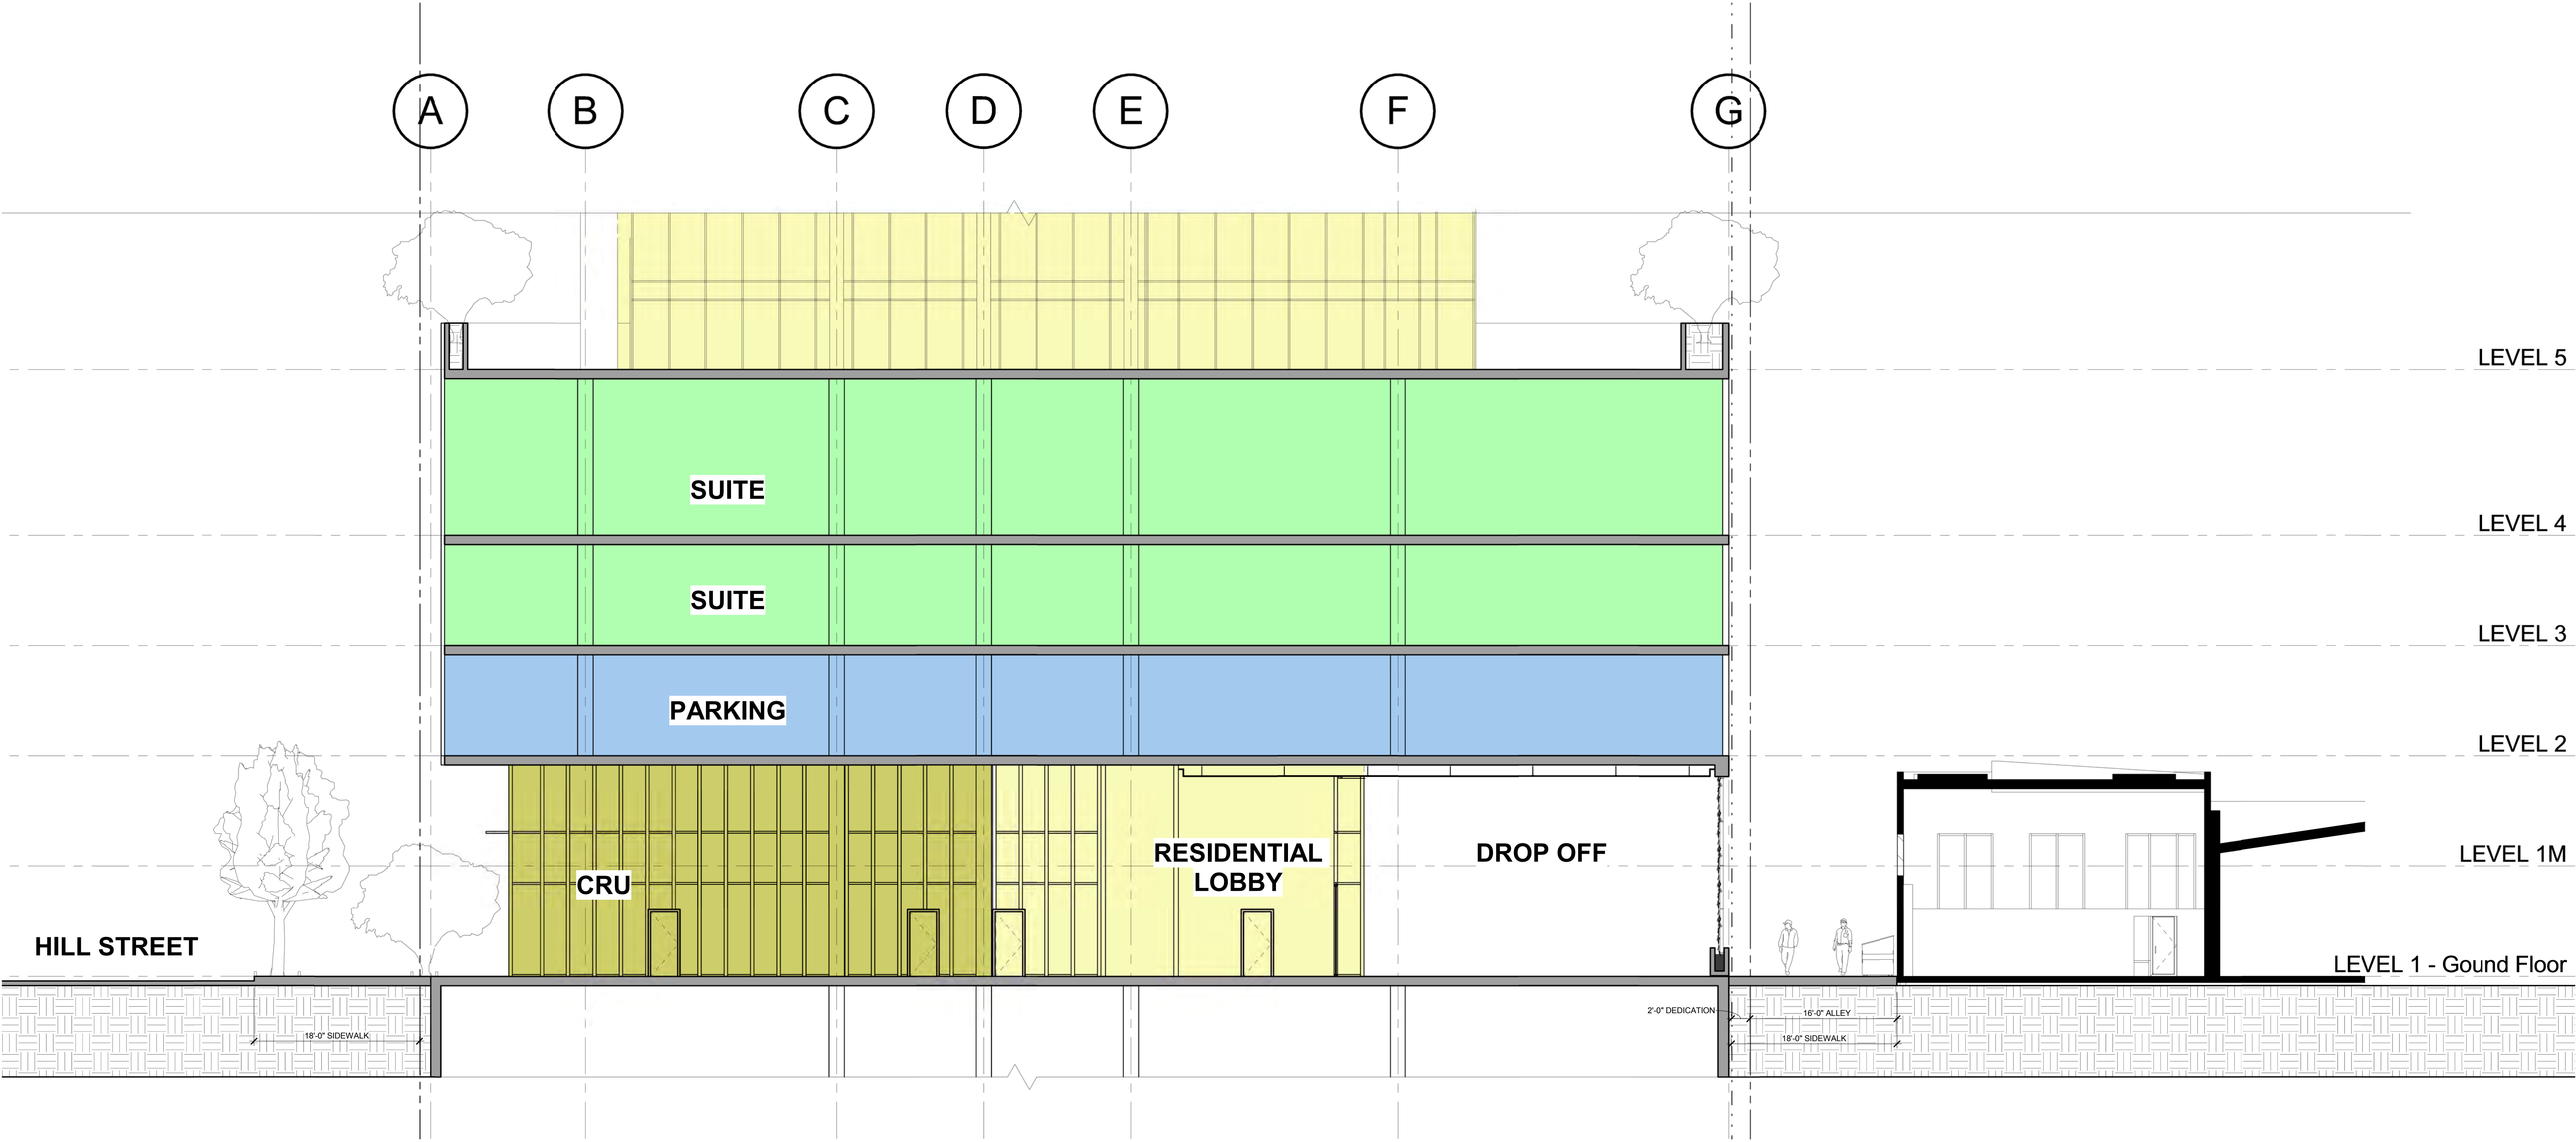 A B C D E F G
LEVEL 5
SUITE
LEVEL 4
SUITE
LEVEL 3
PARKING
LEVEL 2
RESIDENTIAL
LOBBY
DROP OFF
LEVEL 1M
CRU
HILL STREET
LEVEL 1 - Gound Floor
2'-0" DEDICATION
16'-0" ALLEY
18'-0" SIDEWALK
18'-0" SIDEWALK